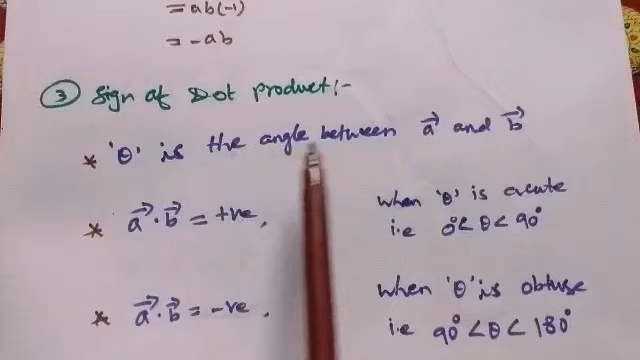 = ab(-1)
= -ab
③ Sign of Dot product:-
* 'θ' is the angle between a⃗ and b⃗
* a⃗ · b⃗ = +ve, when 'θ' is acute
i.e 0° < θ < 90°
* a⃗ · b⃗ = -ve, when 'θ' is obtuse
i.e 90° < θ < 180°